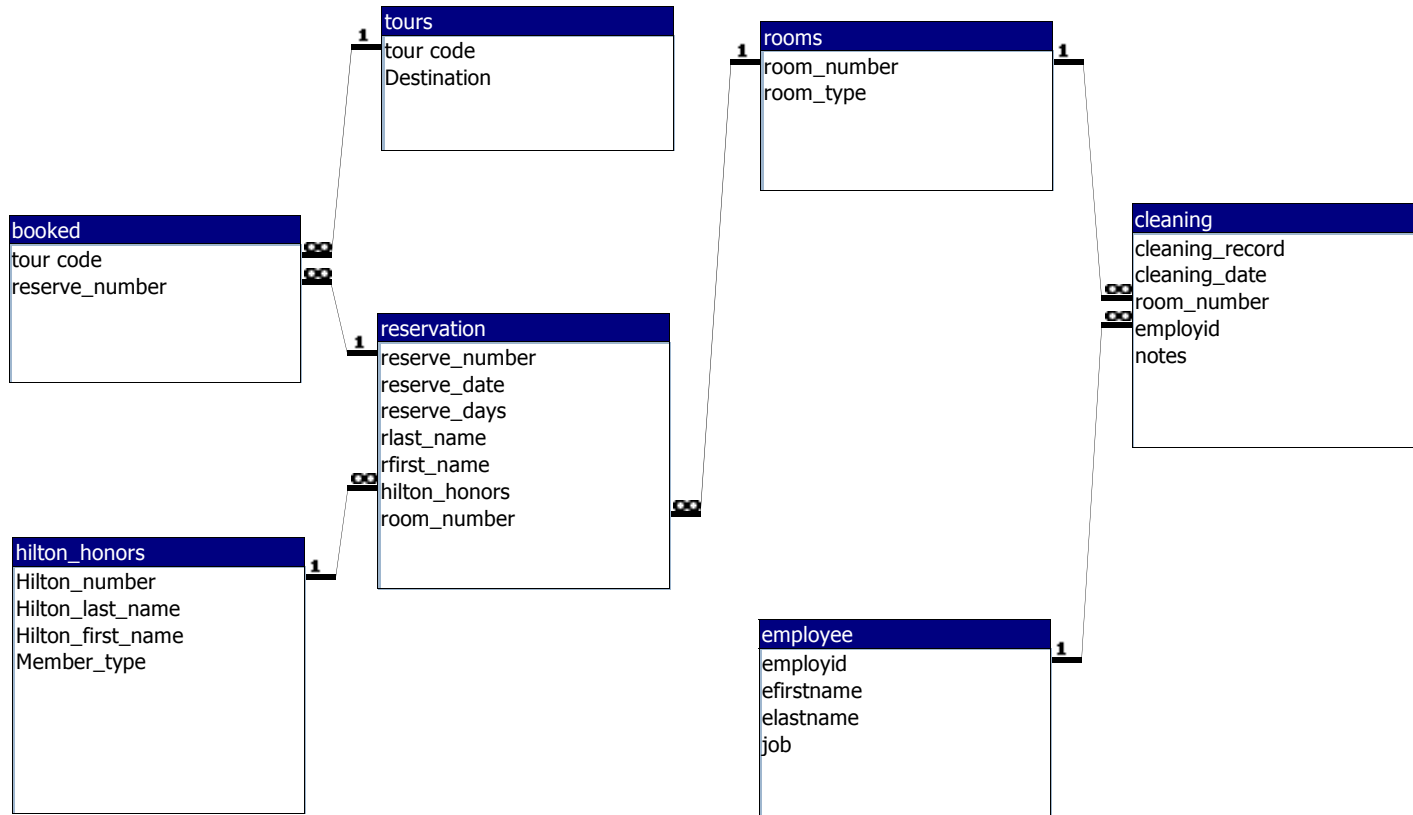 tours
tour code
Destination
1
rooms
room_number
room_type
1
1
booked
tour code
reserve_number
∞
∞
cleaning
cleaning_record
cleaning_date
room_number
employid
notes
∞
∞
reservation
reserve_number
reserve_date
reserve_days
rlast_name
rfirst_name
hilton_honors
room_number
1
∞
∞
hilton_honors
Hilton_number
Hilton_last_name
Hilton_first_name
Member_type
1
employee
employid
efirstname
elastname
job
1